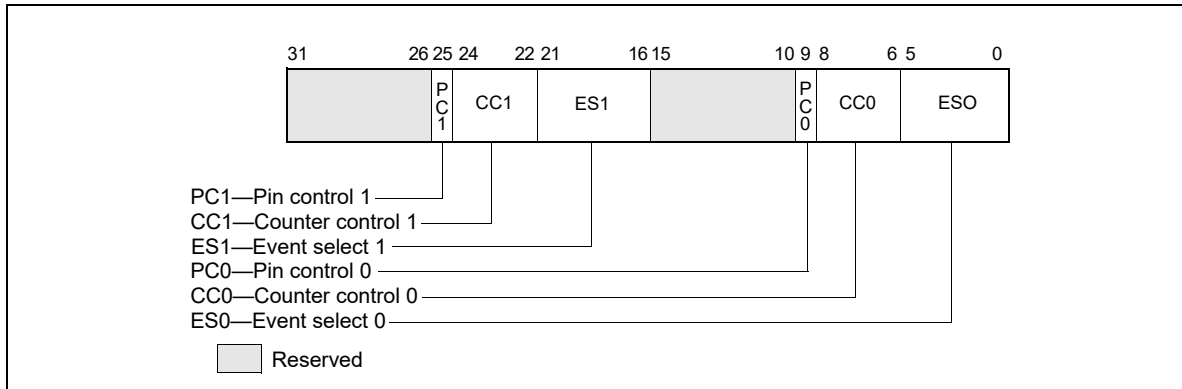 31 26 25 24 22 21 16 15 10 9 8 6 5 0
P
C
1
CC1
ES1
P
C
0
CC0
ESO
PC1—Pin control 1
CC1—Counter control 1
ES1—Event select 1
PC0—Pin control 0
CC0—Counter control 0
ES0—Event select 0
Reserved